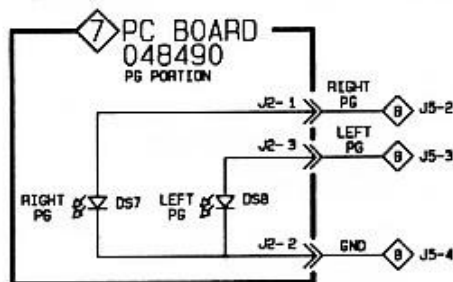 7 PC BOARD
048490
PG PORTION
J2-1 RIGHT PG 8 J5-2
J2-3 LEFT PG 8 J5-3
RIGHT PG DS7
LEFT PG DS8
J2-2 GND 8 J5-4